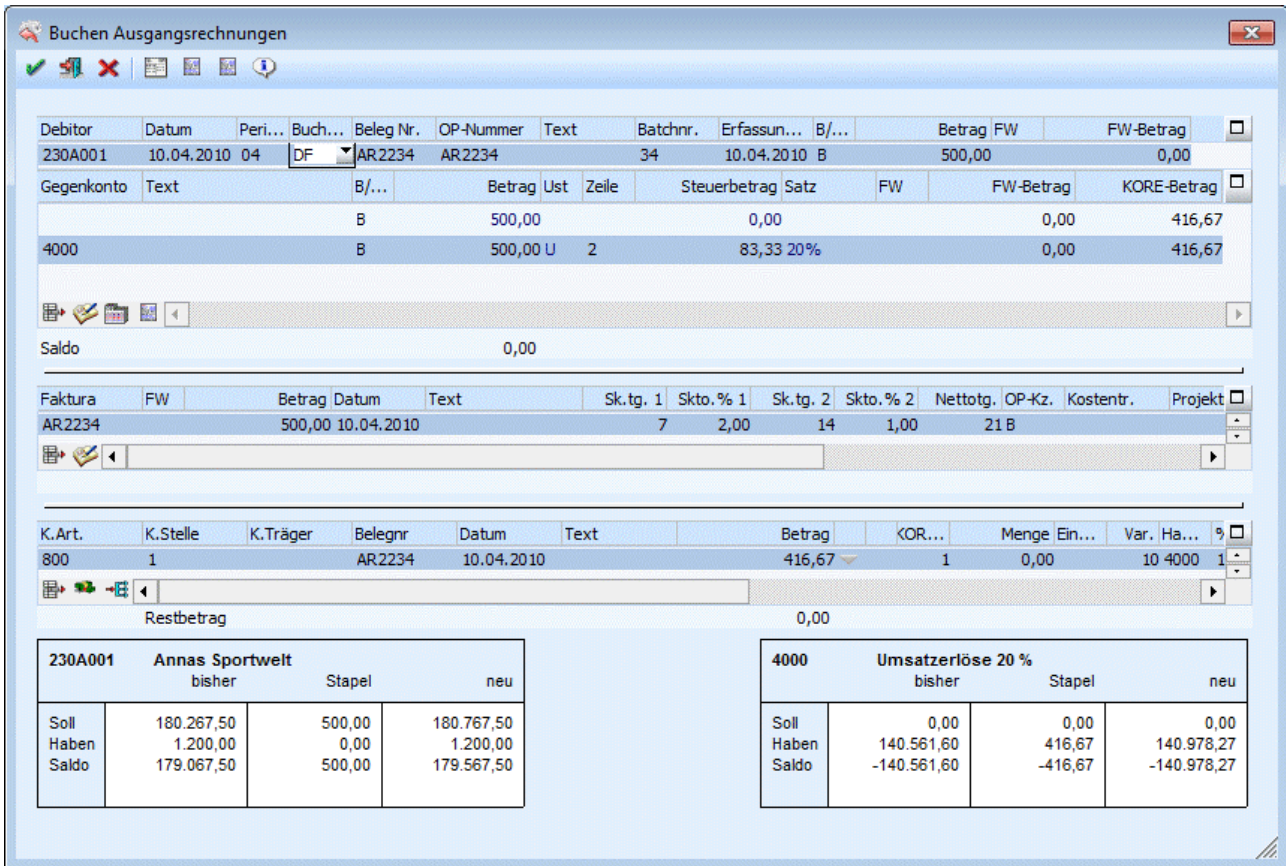 Buchen Ausgangsrechnungen
Debitor Datum Peri... Buch... Beleg Nr. OP-Nummer Text Batchnr. Erfassun... B/... Betrag FW FW-Betrag
230A001 10.04.2010 04 DF AR2234 AR2234 34 10.04.2010 B 500,00 0,00
Gegenkonto Text B/... Betrag Ust Zeile Steuerbetrag Satz FW FW-Betrag KORE-Betrag
B 500,00 0,00 0,00 416,67
4000 B 500,00 U 2 83,33 20% 0,00 416,67
Saldo 0,00
Faktura FW Betrag Datum Text Sk.tg. 1 Skto.% 1 Sk.tg. 2 Skto.% 2 Nettotg. OP-Kz. Kostentr. Projekt
AR2234 500,00 10.04.2010 7 2,00 14 1,00 21 B
K.Art. K.Stelle K.Träger Belegnr Datum Text Betrag KOR... Menge Ein... Var. Ha... %
800 1 AR2234 10.04.2010 416,67 1 0,00 10 4000 1
Restbetrag 0,00
230A001 Annas Sportwelt
bisher Stapel neu
Soll 180.267,50 500,00 180.767,50
Haben 1.200,00 0,00 1.200,00
Saldo 179.067,50 500,00 179.567,50
4000 Umsatzerlöse 20 %
bisher Stapel neu
Soll 0,00 0,00 0,00
Haben 140.561,60 416,67 140.978,27
Saldo -140.561,60 -416,67 -140.978,27